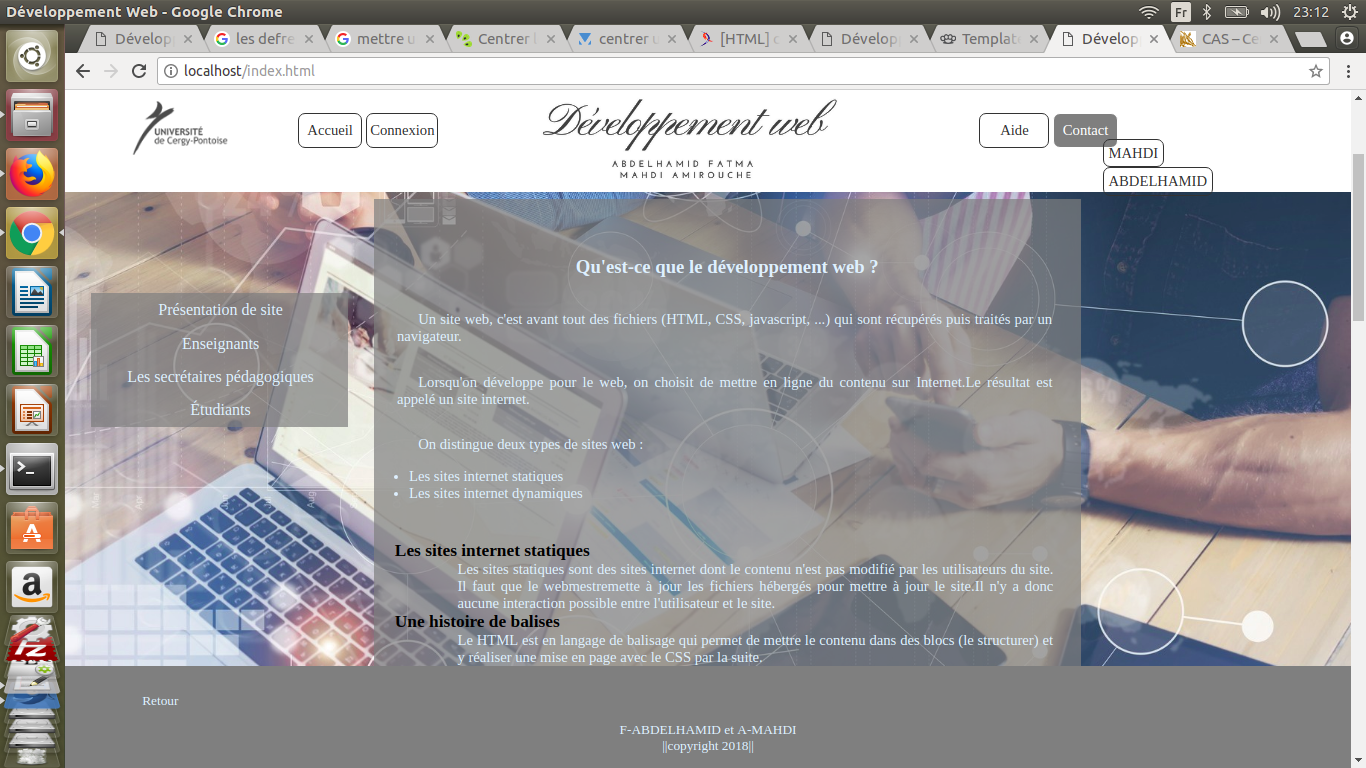 Développement Web - Google Chrome
Fr
23:12
Dévelop
les defre
mettre u
Centrer l
centrer u
[HTML] c
Dévelop
Template
Dévelop
CAS – Ce
localhost/index.html
UNIVERSITÉ
de Cergy-Pontoise
Accueil
Connexion
Développement web
ABDELHAMID FATMA
MAHDI AMIROUCHE
Aide
Contact
MAHDI
ABDELHAMID
Présentation de site
Enseignants
Les secrétaires pédagogiques
Étudiants
Qu'est-ce que le développement web ?
Un site web, c'est avant tout des fichiers (HTML, CSS, javascript, ...) qui sont récupérés puis traités par un
navigateur.
Lorsqu'on développe pour le web, on choisit de mettre en ligne du contenu sur Internet.Le résultat est
appelé un site internet.
On distingue deux types de sites web :
• Les sites internet statiques
• Les sites internet dynamiques
Les sites internet statiques
Les sites statiques sont des sites internet dont le contenu n'est pas modifié par les utilisateurs du site.
Il faut que le webmestremette à jour les fichiers hébergés pour mettre à jour le site.Il n'y a donc
aucune interaction possible entre l'utilisateur et le site.
Une histoire de balises
Le HTML est en langage de balisage qui permet de mettre le contenu dans des blocs (le structurer) et
y réaliser une mise en page avec le CSS par la suite.
Retour
F-ABDELHAMID et A-MAHDI
||copyright 2018||